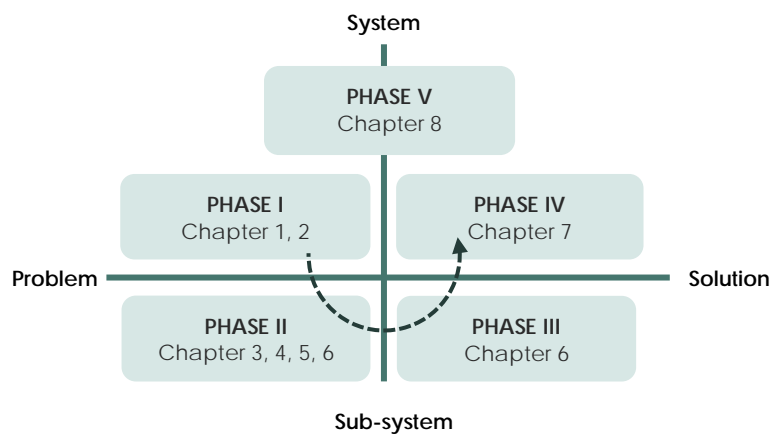 System
PHASE V
Chapter 8
PHASE I
Chapter 1, 2
PHASE IV
Chapter 7
Problem
Solution
PHASE II
Chapter 3, 4, 5, 6
PHASE III
Chapter 6
Sub-system